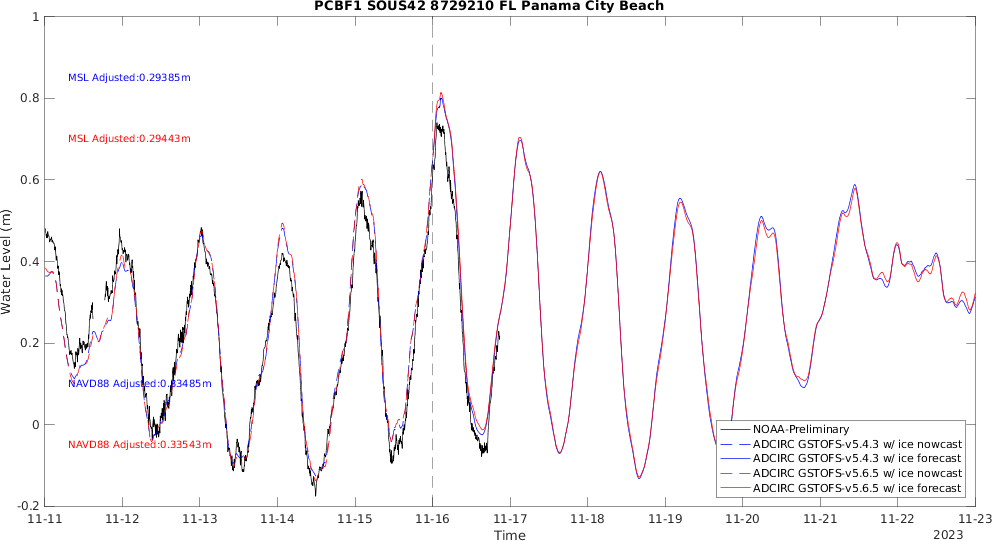 PCBF1 SOUS42 8729210 FL Panama City Beach
1
0.8
0.6
0.4
0.2
0
-0.2
Water Level (m)
MSL Adjusted:0.29385m
MSL Adjusted:0.29443m
NAVD88 Adjusted:0.33485m
NAVD88 Adjusted:0.33543m
NOAA-Preliminary
ADCIRC GSTOFS-v5.4.3 w/ ice nowcast
ADCIRC GSTOFS-v5.4.3 w/ ice forecast
ADCIRC GSTOFS-v5.6.5 w/ ice nowcast
ADCIRC GSTOFS-v5.6.5 w/ ice forecast
11-11 11-12 11-13 11-14 11-15 11-16 11-17 11-18 11-19 11-20 11-21 11-22 11-23
Time
2023